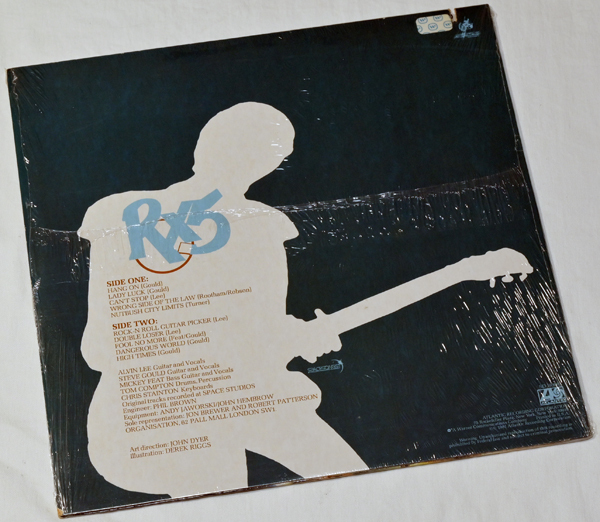 RX5
SIDE ONE:
HANG ON (Gould)
LADY LUCK (Gould)
CAN'T STOP (Lee)
WRONG SIDE OF THE LAW (Rootham/Robson)
NUTBUSH CITY LIMITS (Turner)
SIDE TWO:
ROCK-N ROLL GUITAR PICKER (Lee)
DOUBLE LOSER (Lee)
FOOL NO MORE (Feat/Gould)
DANGEROUS WORLD (Gould)
HIGH TIMES (Gould)
ALVIN LEE Guitar and Vocals
STEVE GOULD Guitar and Vocals
MICKEY FEAT Bass Guitar and Vocals
TOM COMPTON Drums, Percussion
CHRIS STAINTON Keyboards
Original tracks recorded at SPACE STUDIOS
Engineer: PHIL BROWN
Equipment: ANDY JAWORSKI/JOHN HEMBROW
Sole representation: JON BREWER AND ROBERT PATTERSON
ORGANISATION, 82 PALL MALL LONDON SW1.
Art direction: JOHN DYER
Illustration: DEREK RIGGS